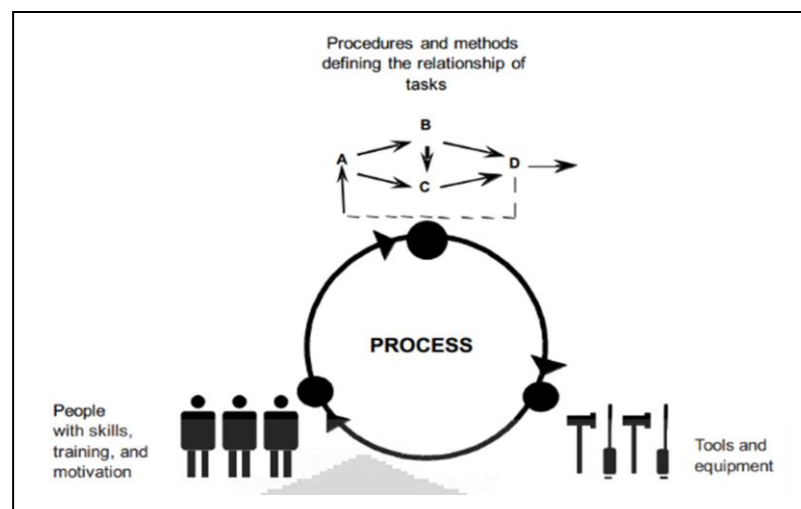 Procedures and methods
defining the relationship of
tasks
B
A
D
C
PROCESS
People
with skills,
training, and
motivation
Tools and
equipment